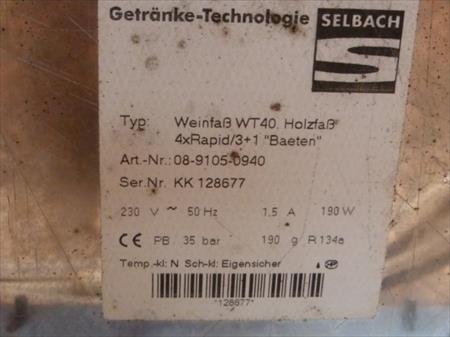 Getränke-Technologie SELBACH
Typ: Weinfaß WT40, Holzfaß
4xRapid/3+1 "Baeten"
Art.-Nr.: 08-9105-0940
Ser.Nr. KK 128677
230 V ~ 50 Hz 1.5 A 190 W
CE PB 35 bar 190 g R 134a
Temp.-kl: N Sch-kl: Eigensicher
*128677*